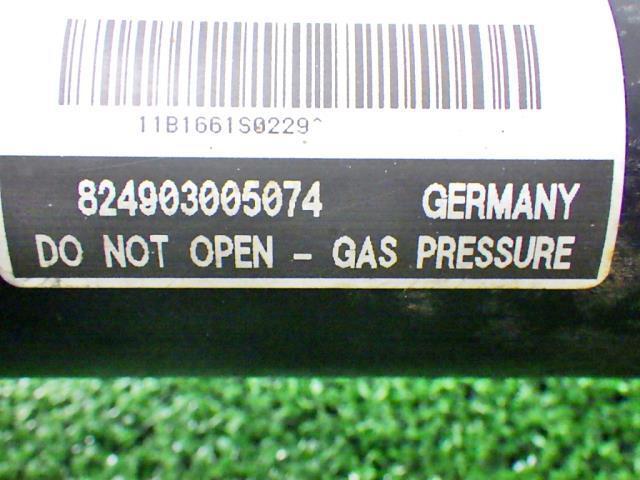 11B1661S0229^
824903005074 GERMANY
DO NOT OPEN - GAS PRESSURE